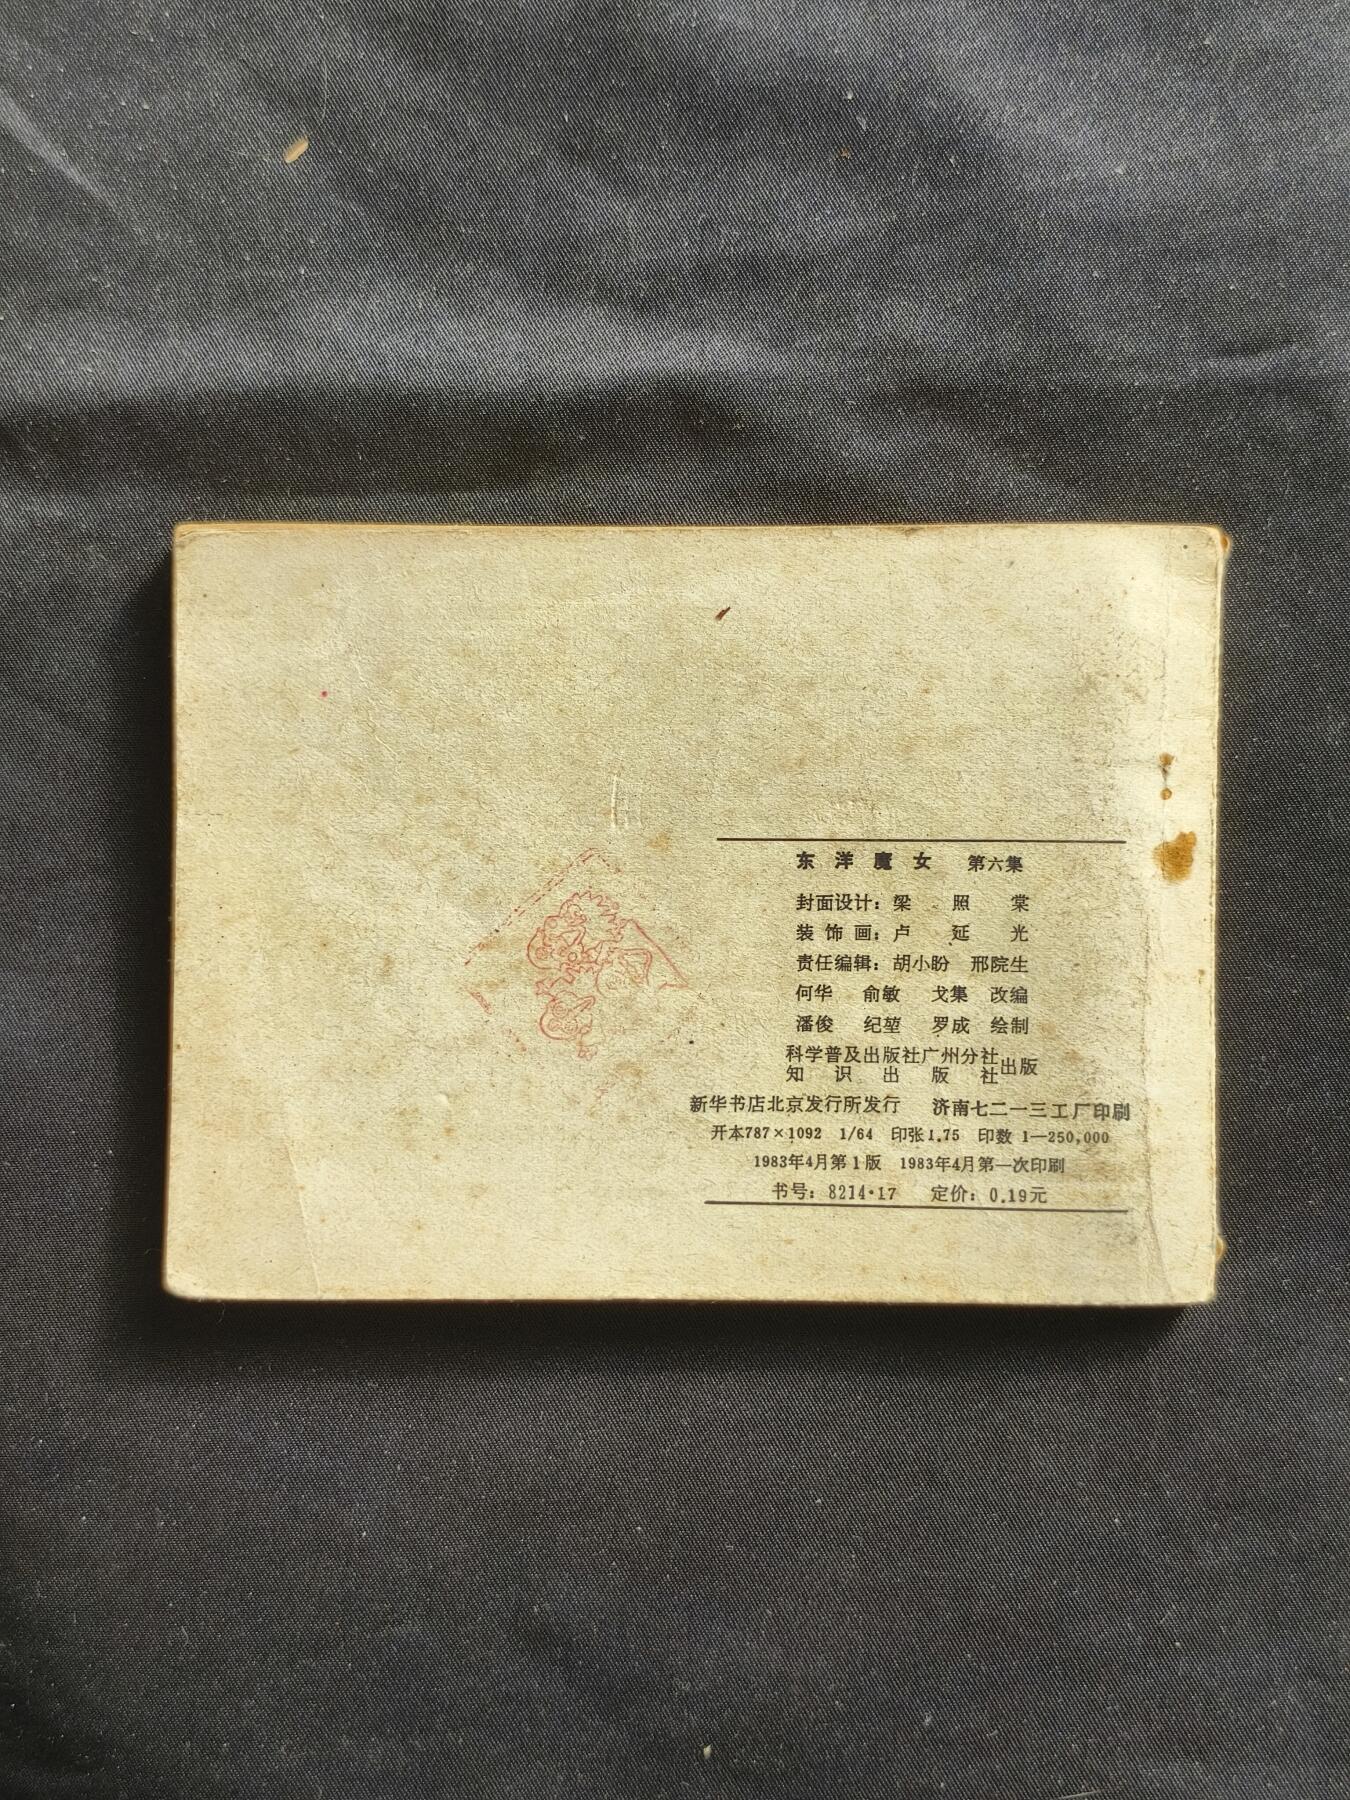 东洋魔女 第六集
封面设计：梁照棠
装饰画：卢延光
责任编辑：胡小盼 邢院生
何华 俞敏 戈集 改编
潘俊 纪堃 罗成 绘制
科学普及出版社广州分社
知识出版社 出版
新华书店北京发行所发行 济南七二一三工厂印刷
开本787×1092 1/64 印张1.75 印数 1—250,000
1983年4月第1版 1983年4月第一次印刷
书号：8214·17 定价：0.19元